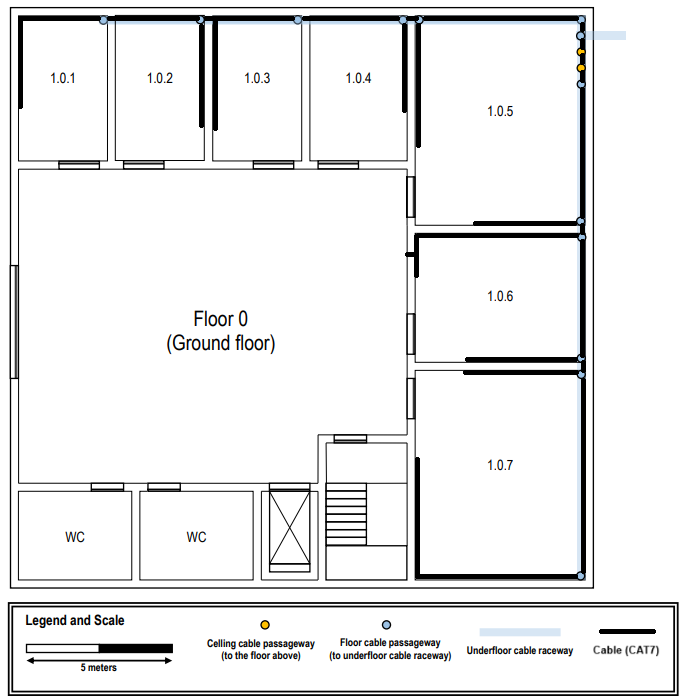 1.0.1
1.0.2
1.0.3
1.0.4
1.0.5
Floor 0
(Ground floor)
1.0.6
1.0.7
WC
WC
Legend and Scale
5 meters
Celling cable passageway
(to the floor above)
Floor cable passageway
(to underfloor cable raceway)
Underfloor cable raceway
Cable (CAT7)